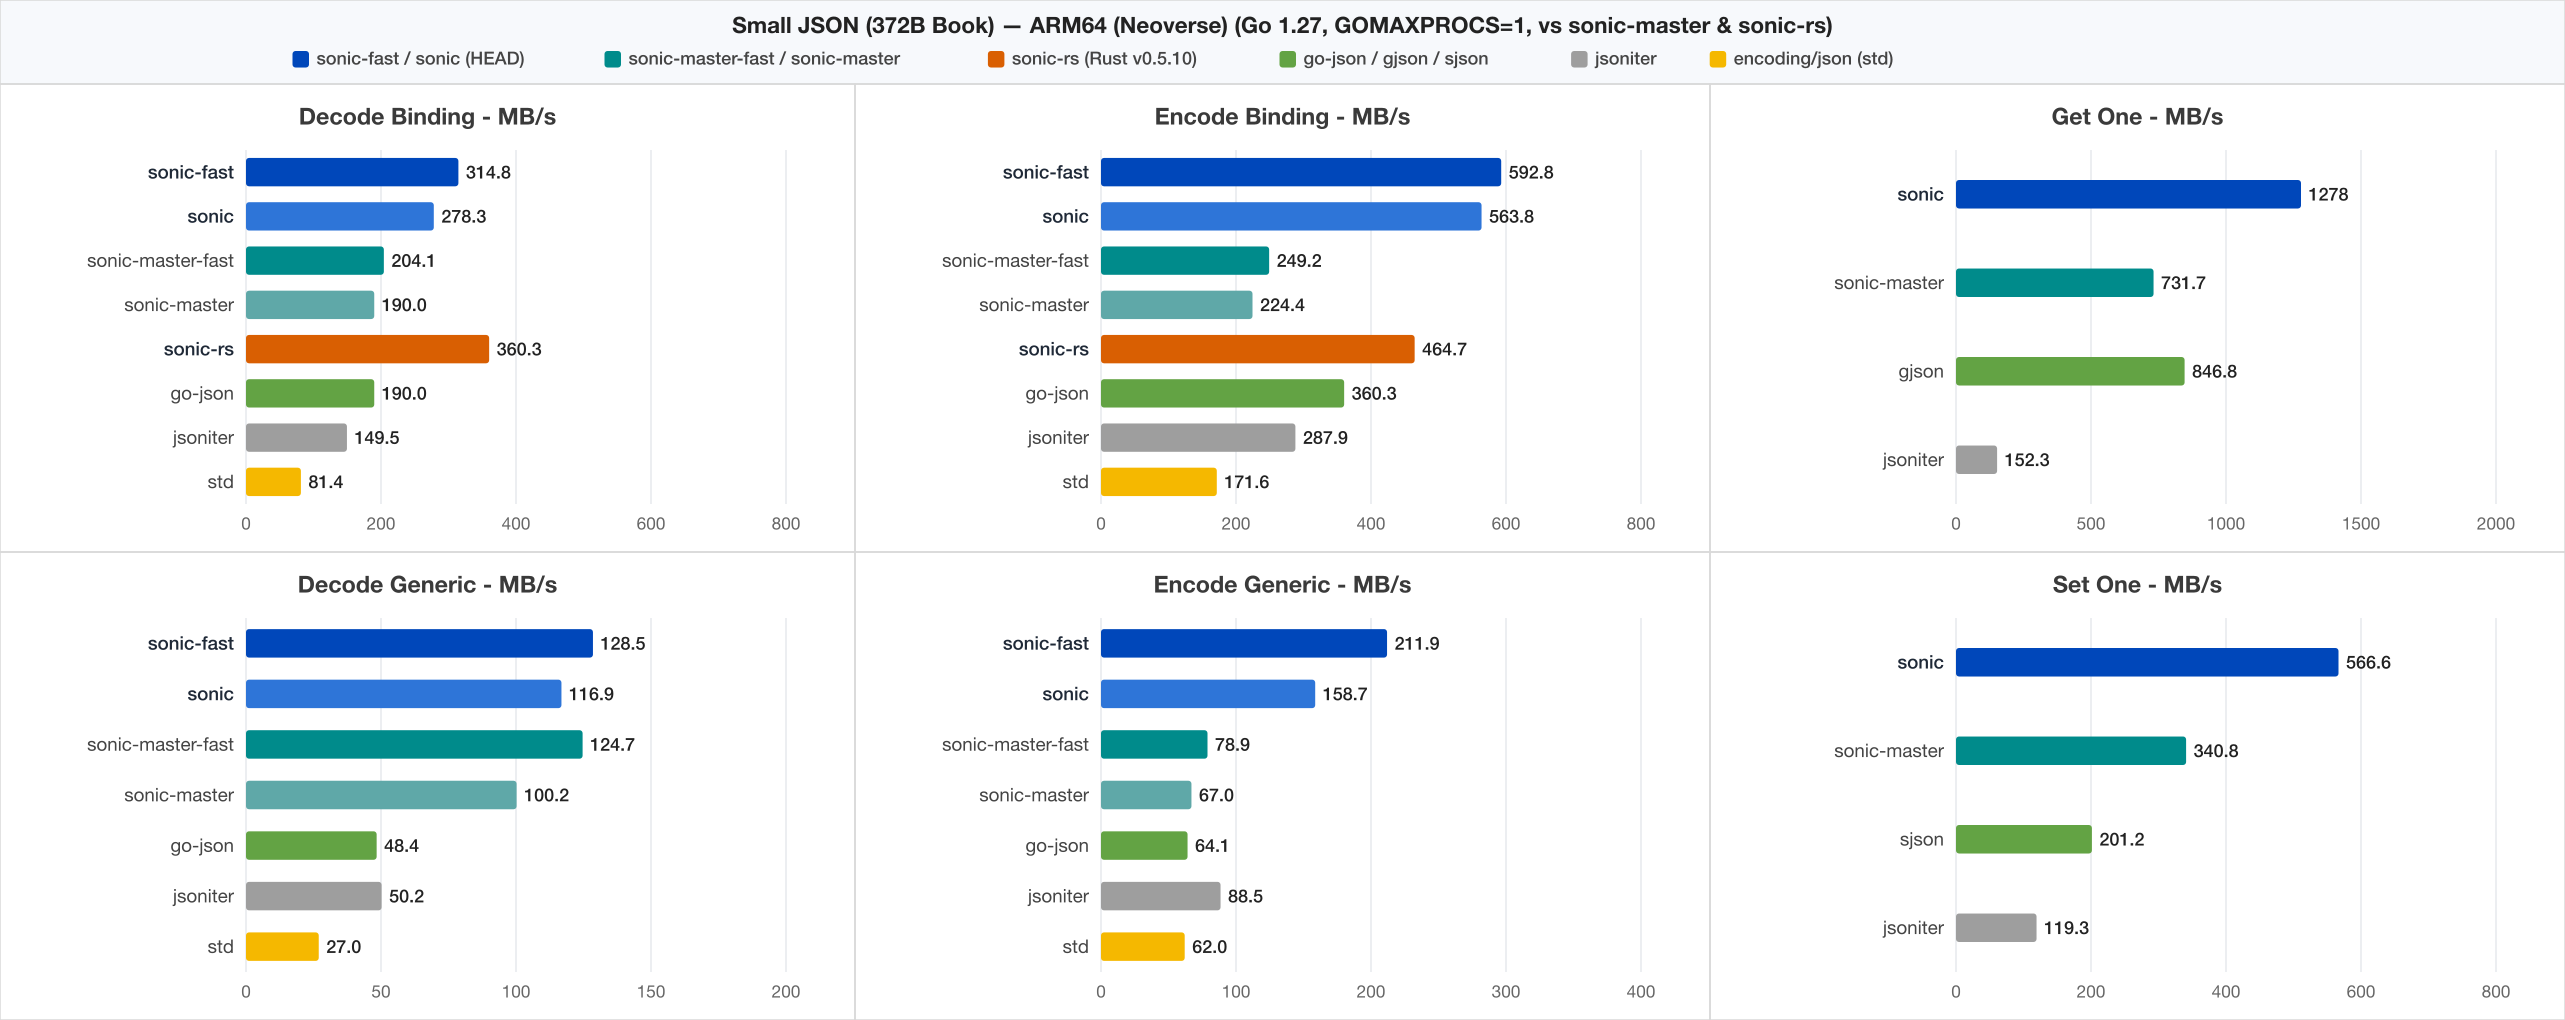 Small JSON (372B Book) — ARM64 (Neoverse) (Go 1.27, GOMAXPROCS=1, vs sonic-master & sonic-rs)
sonic-fast / sonic (HEAD) sonic-master-fast / sonic-master sonic-rs (Rust v0.5.10) go-json / gjson / sjson jsoniter encoding/json (std)
Decode Binding - MB/s
sonic-fast 314.8
sonic 278.3
sonic-master-fast 204.1
sonic-master 190.0
sonic-rs 360.3
go-json 190.0
jsoniter 149.5
std 81.4
0 200 400 600 800
Encode Binding - MB/s
sonic-fast 592.8
sonic 563.8
sonic-master-fast 249.2
sonic-master 224.4
sonic-rs 464.7
go-json 360.3
jsoniter 287.9
std 171.6
0 200 400 600 800
Get One - MB/s
sonic 1278
sonic-master 731.7
gjson 846.8
jsoniter 152.3
0 500 1000 1500 2000
Decode Generic - MB/s
sonic-fast 128.5
sonic 116.9
sonic-master-fast 124.7
sonic-master 100.2
go-json 48.4
jsoniter 50.2
std 27.0
0 50 100 150 200
Encode Generic - MB/s
sonic-fast 211.9
sonic 158.7
sonic-master-fast 78.9
sonic-master 67.0
go-json 64.1
jsoniter 88.5
std 62.0
0 100 200 300 400
Set One - MB/s
sonic 566.6
sonic-master 340.8
sjson 201.2
jsoniter 119.3
0 200 400 600 800